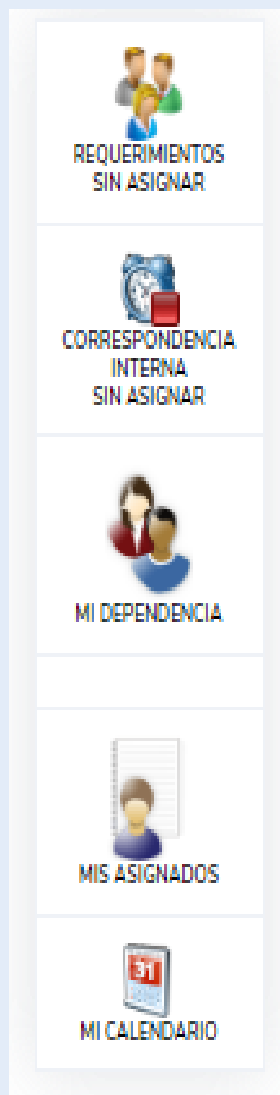 REQUERIMIENTOS
SIN ASIGNAR
CORRESPONDENCIA
INTERNA
SIN ASIGNAR
MI DEPENDENCIA
MIS ASIGNADOS
31
MI CALENDARIO